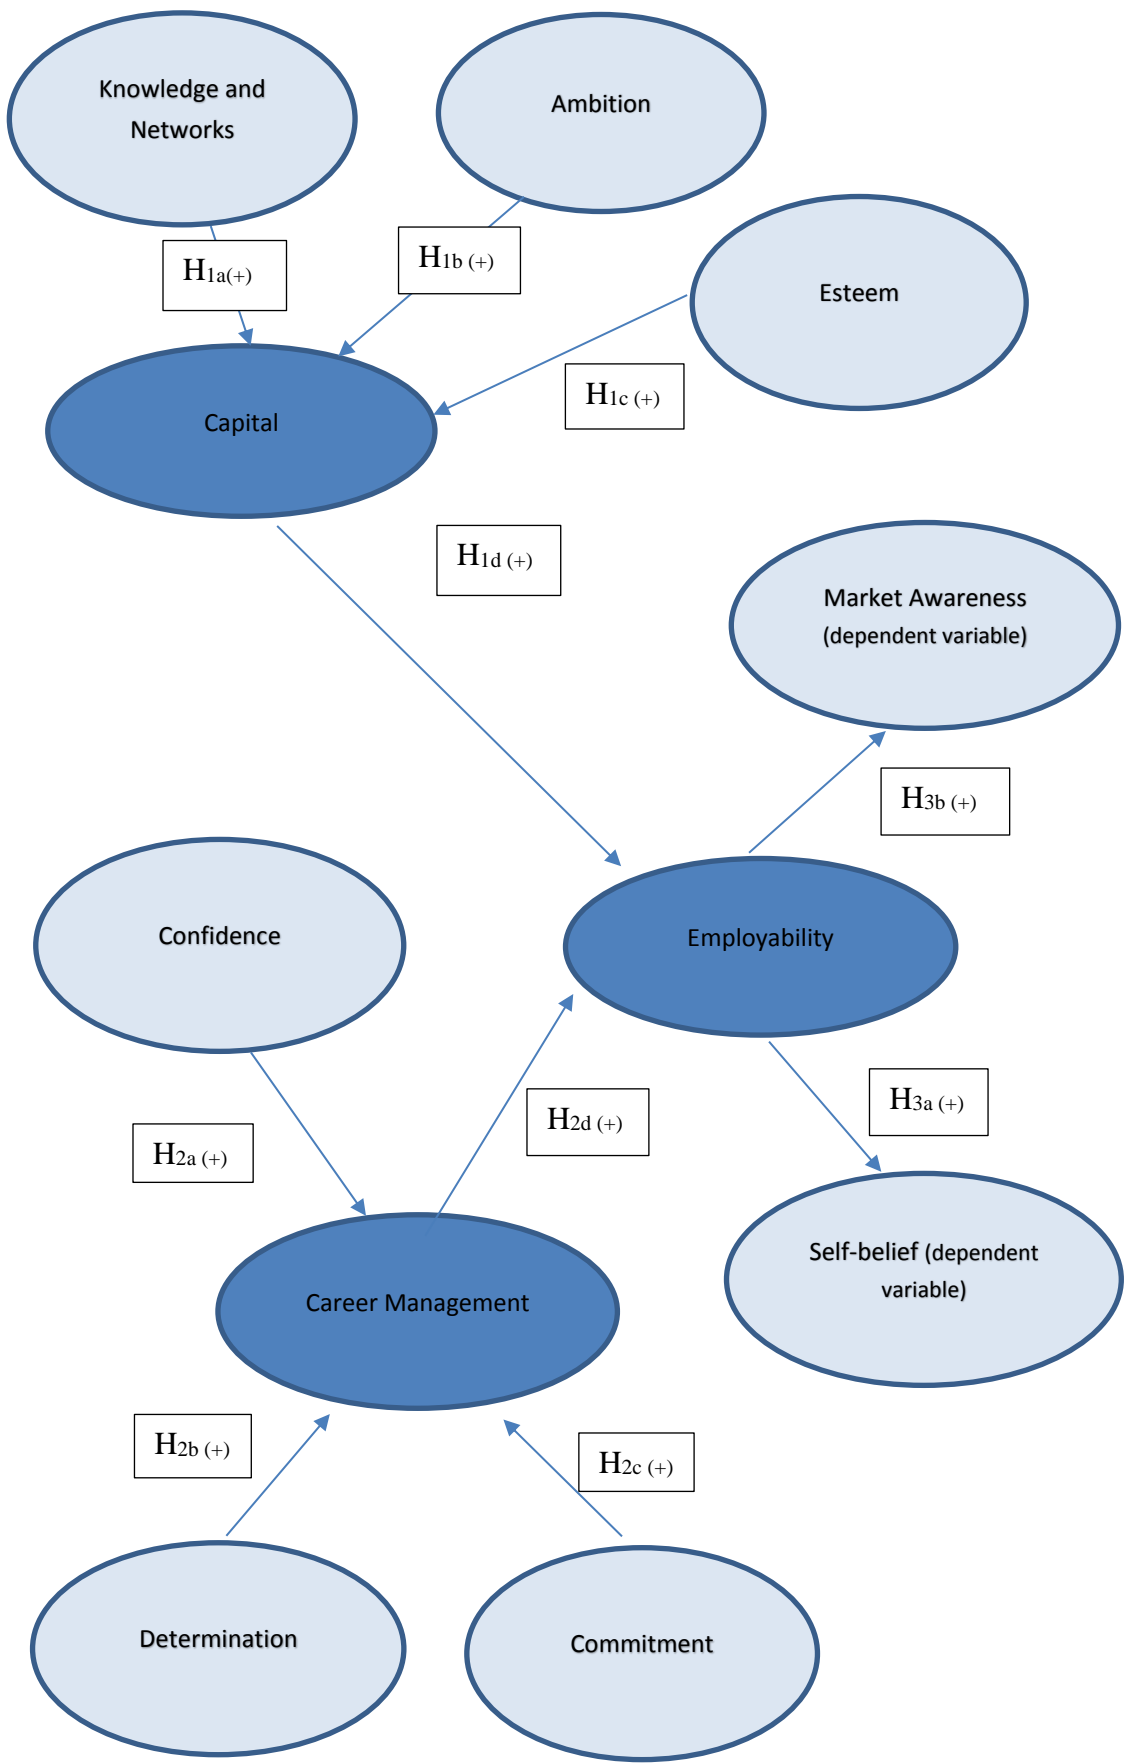 Knowledge and
Networks
Ambition
H1a(+)
H1b (+)
Esteem
H1c (+)
Capital
H1d (+)
Market Awareness
(dependent variable)
H3b (+)
Confidence
Employability
H3a (+)
H2d (+)
H2a (+)
Self-belief (dependent
variable)
Career Management
H2b (+)
H2c (+)
Determination
Commitment